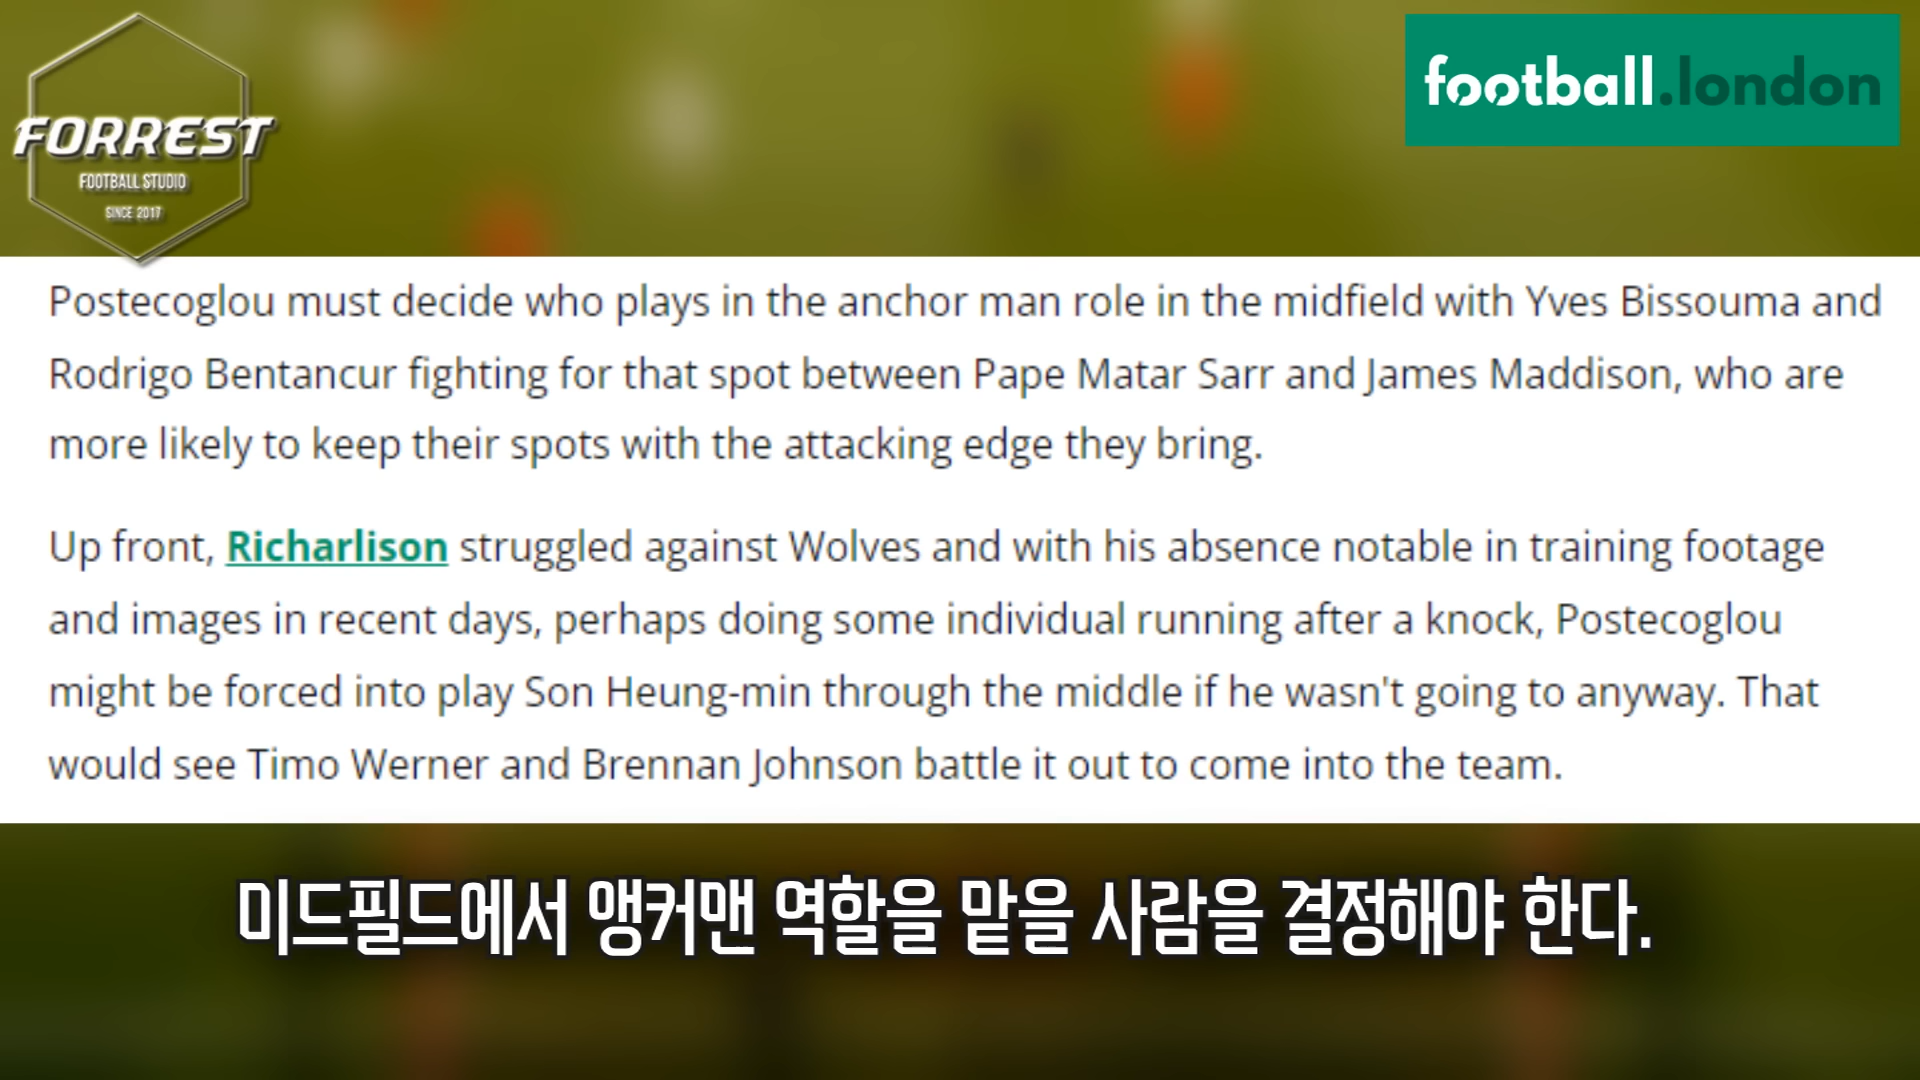 FORREST
FOOTBALL STUDIO
SINCE 2017
football.london
Postecoglou must decide who plays in the anchor man role in the midfield with Yves Bissouma and
Rodrigo Bentancur fighting for that spot between Pape Matar Sarr and James Maddison, who are
more likely to keep their spots with the attacking edge they bring.
Up front, Richarlison struggled against Wolves and with his absence notable in training footage
and images in recent days, perhaps doing some individual running after a knock, Postecoglou
might be forced into play Son Heung-min through the middle if he wasn't going to anyway. That
would see Timo Werner and Brennan Johnson battle it out to come into the team.
미드필드에서 앵커맨 역할을 맡을 사람을 결정해야 한다.